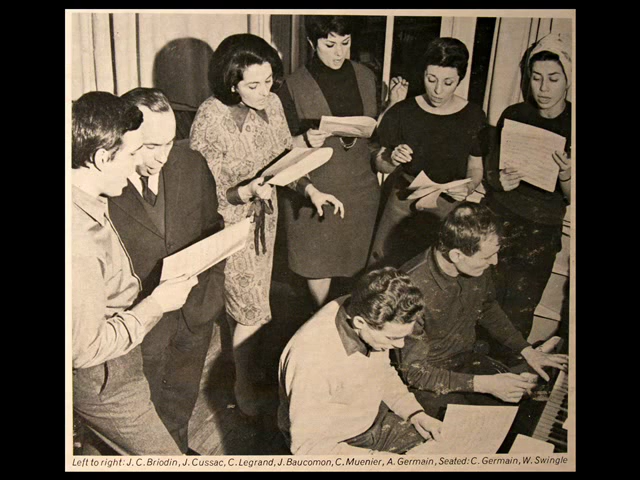 Left to right: J. C. Briodin, J. Cussac, C. Legrand, J. Baucomon, C. Muenier, A. Germain, Seated: C. Germain, W. Swingle